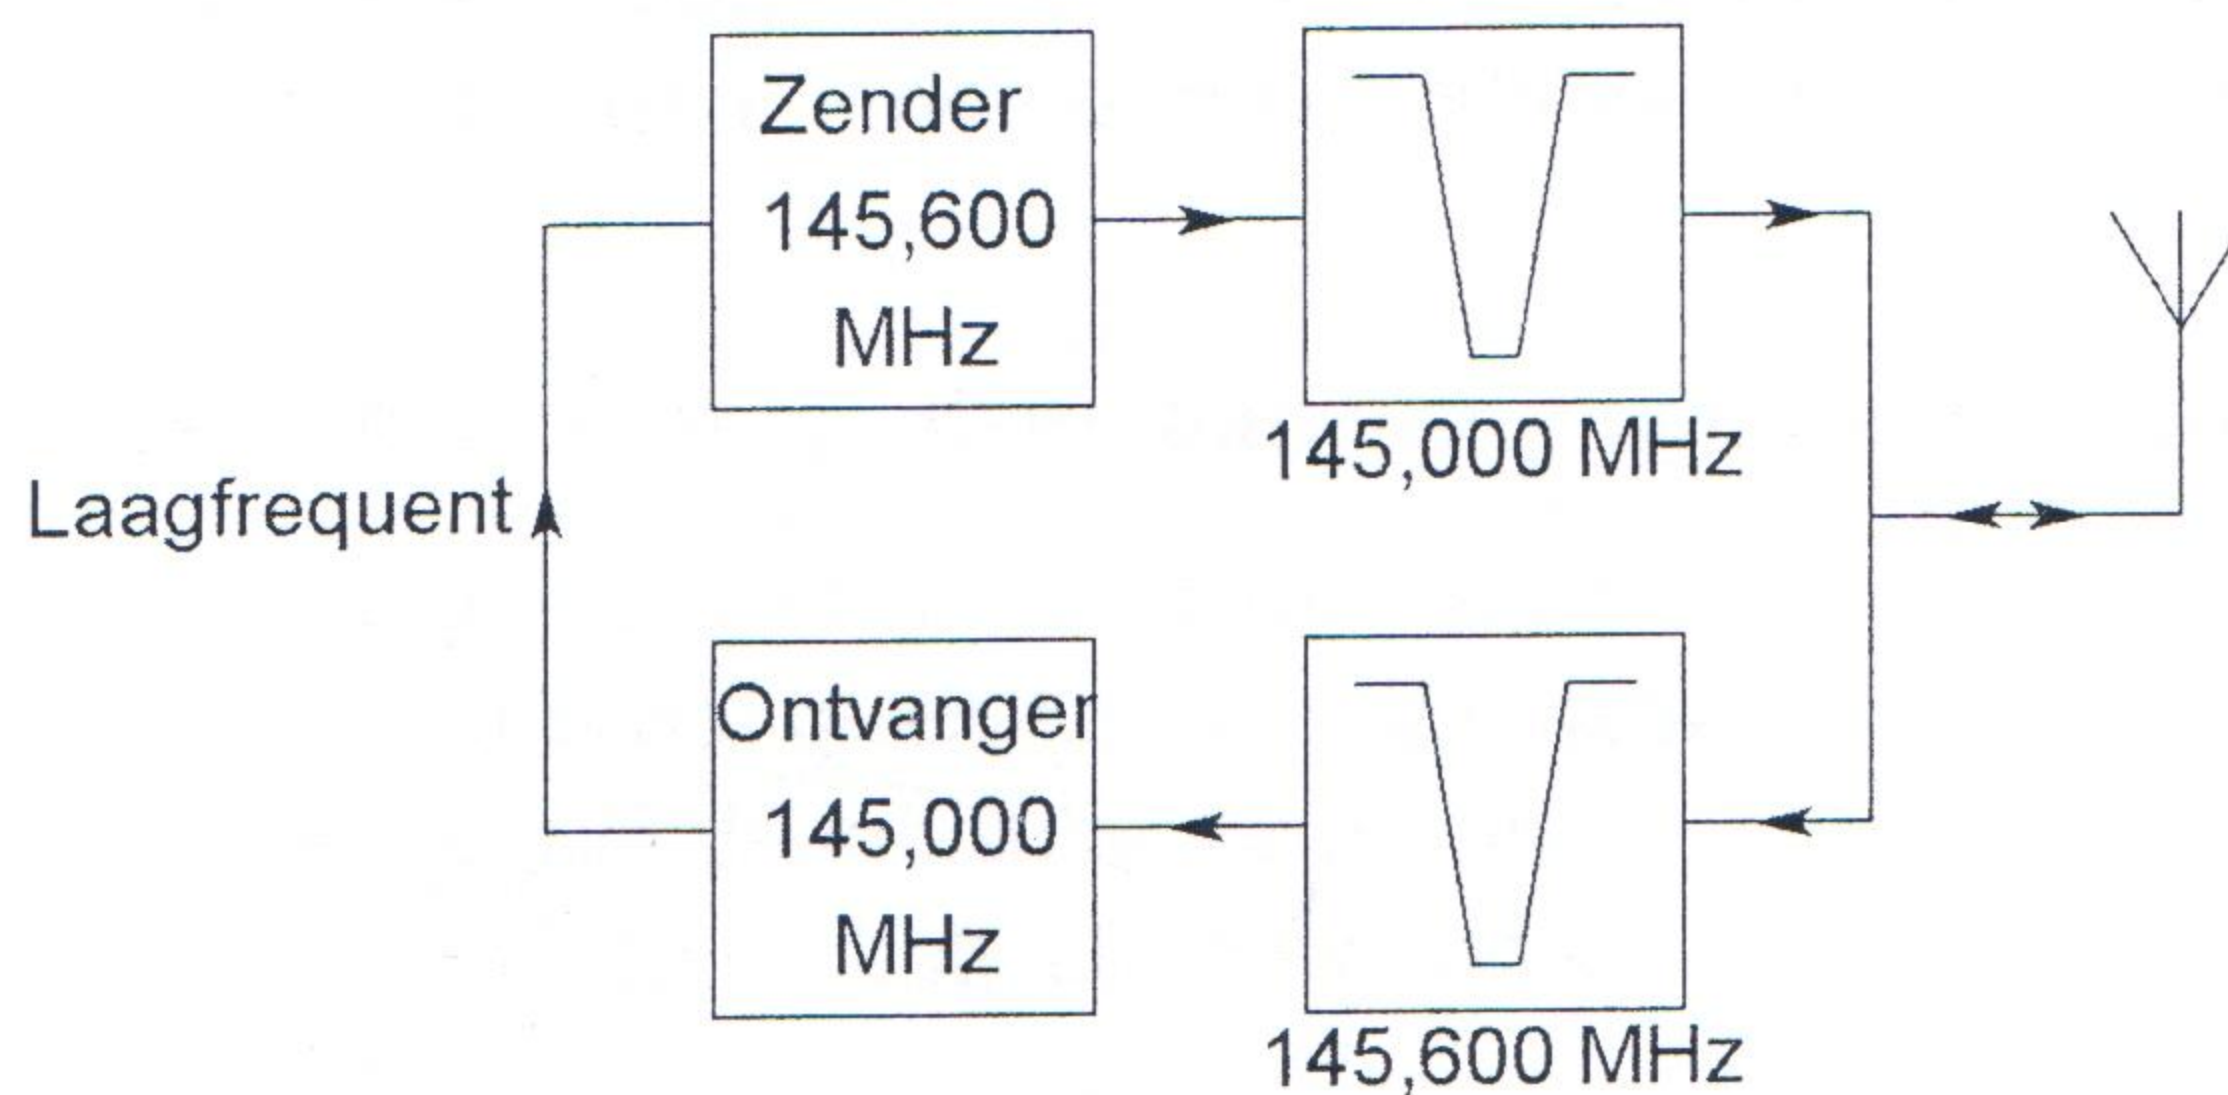 Zender
145,600
MHz
145,000 MHz
Laagfrequent
Ontvanger
145,000
MHz
145,600 MHz